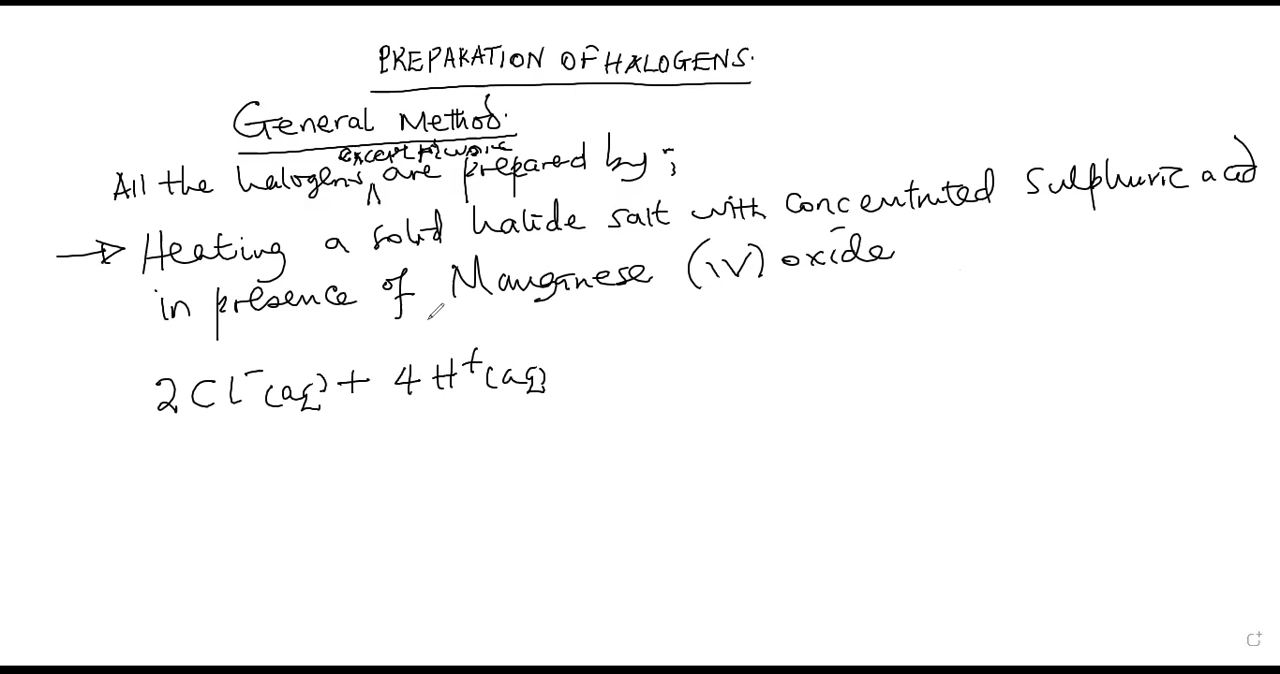 PREPARATION OF HALOGENS.
General Method.
except fluorine
All the halogens ^ are prepared by ;
→ Heating a solid halide salt with concentrated sulphuric acid
in presence of Manganese (IV) oxide
2Cl⁻(aq) + 4H⁺(aq)